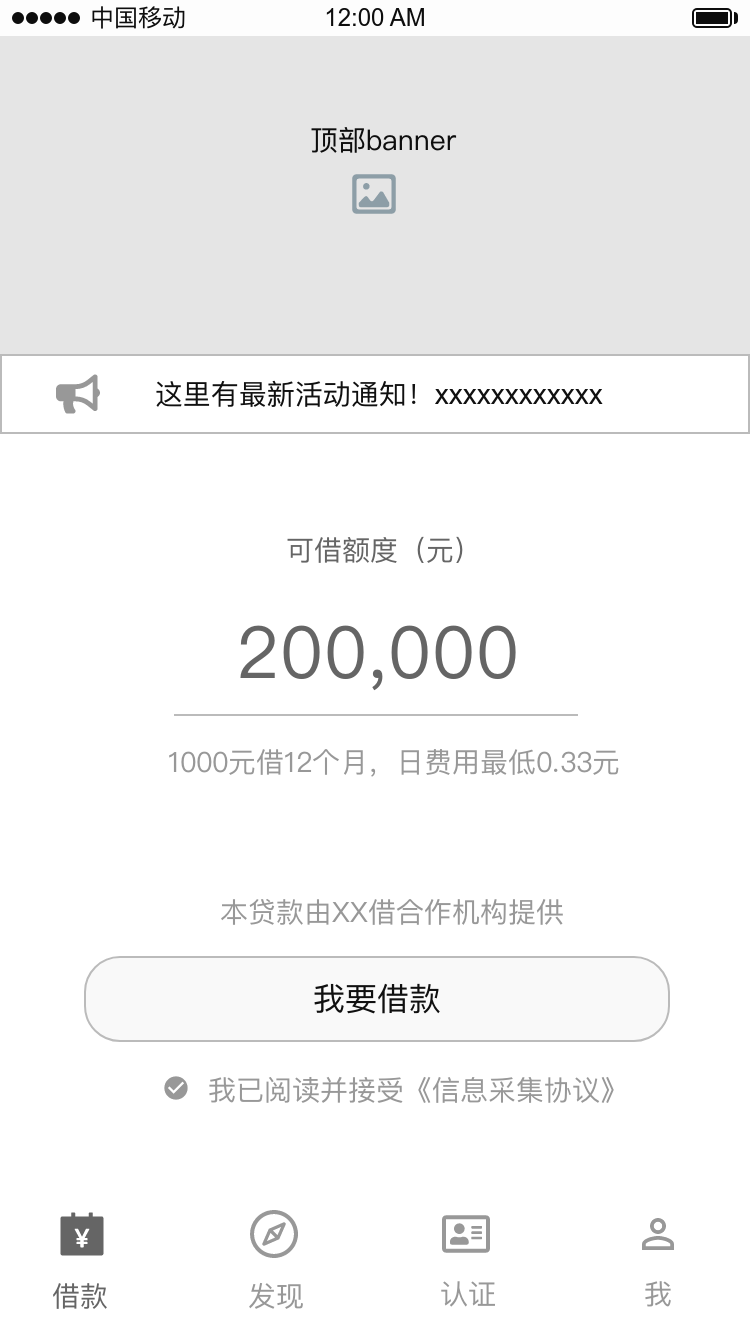 中国移动 12:00 AM
顶部banner
这里有最新活动通知！xxxxxxxxxxxx
可借额度（元）
200,000
1000元借12个月，日费用最低0.33元
本贷款由XX借合作机构提供
我要借款
我已阅读并接受《信息采集协议》
¥
借款 发现 认证 我